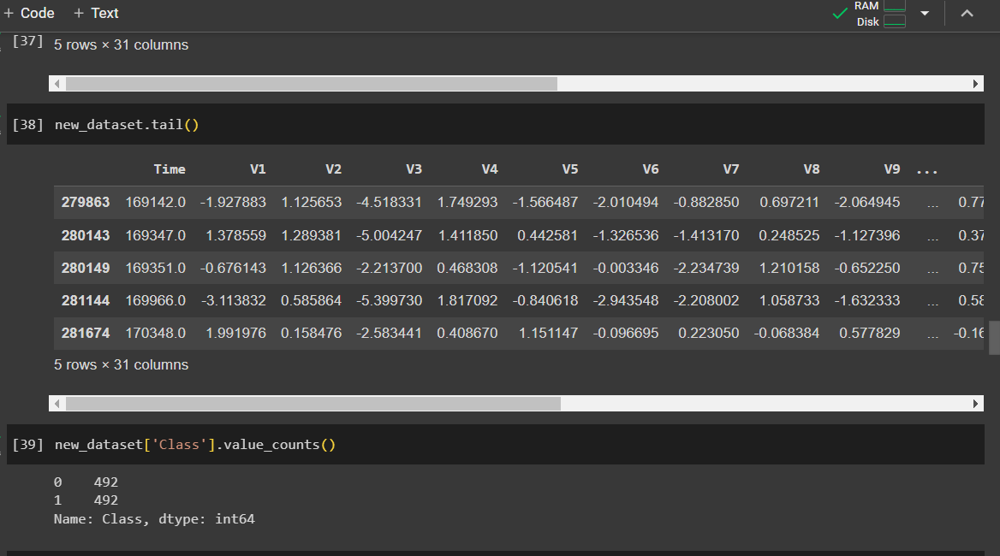 + Code + Text RAM
Disk
[37] 5 rows × 31 columns
[38] new_dataset.tail()
Time V1 V2 V3 V4 V5 V6 V7 V8 V9 ...
279863 169142.0 -1.927883 1.125653 -4.518331 1.749293 -1.566487 -2.010494 -0.882850 0.697211 -2.064945 ... 0.77
280143 169347.0 1.378559 1.289381 -5.004247 1.411850 0.442581 -1.326536 -1.413170 0.248525 -1.127396 ... 0.37
280149 169351.0 -0.676143 1.126366 -2.213700 0.468308 -1.120541 -0.003346 -2.234739 1.210158 -0.652250 ... 0.75
281144 169966.0 -3.113832 0.585864 -5.399730 1.817092 -0.840618 -2.943548 -2.208002 1.058733 -1.632333 ... 0.58
281674 170348.0 1.991976 0.158476 -2.583441 0.408670 1.151147 -0.096695 0.223050 -0.068384 0.577829 ... -0.16
5 rows × 31 columns
[39] new_dataset['Class'].value_counts()
0 492
1 492
Name: Class, dtype: int64